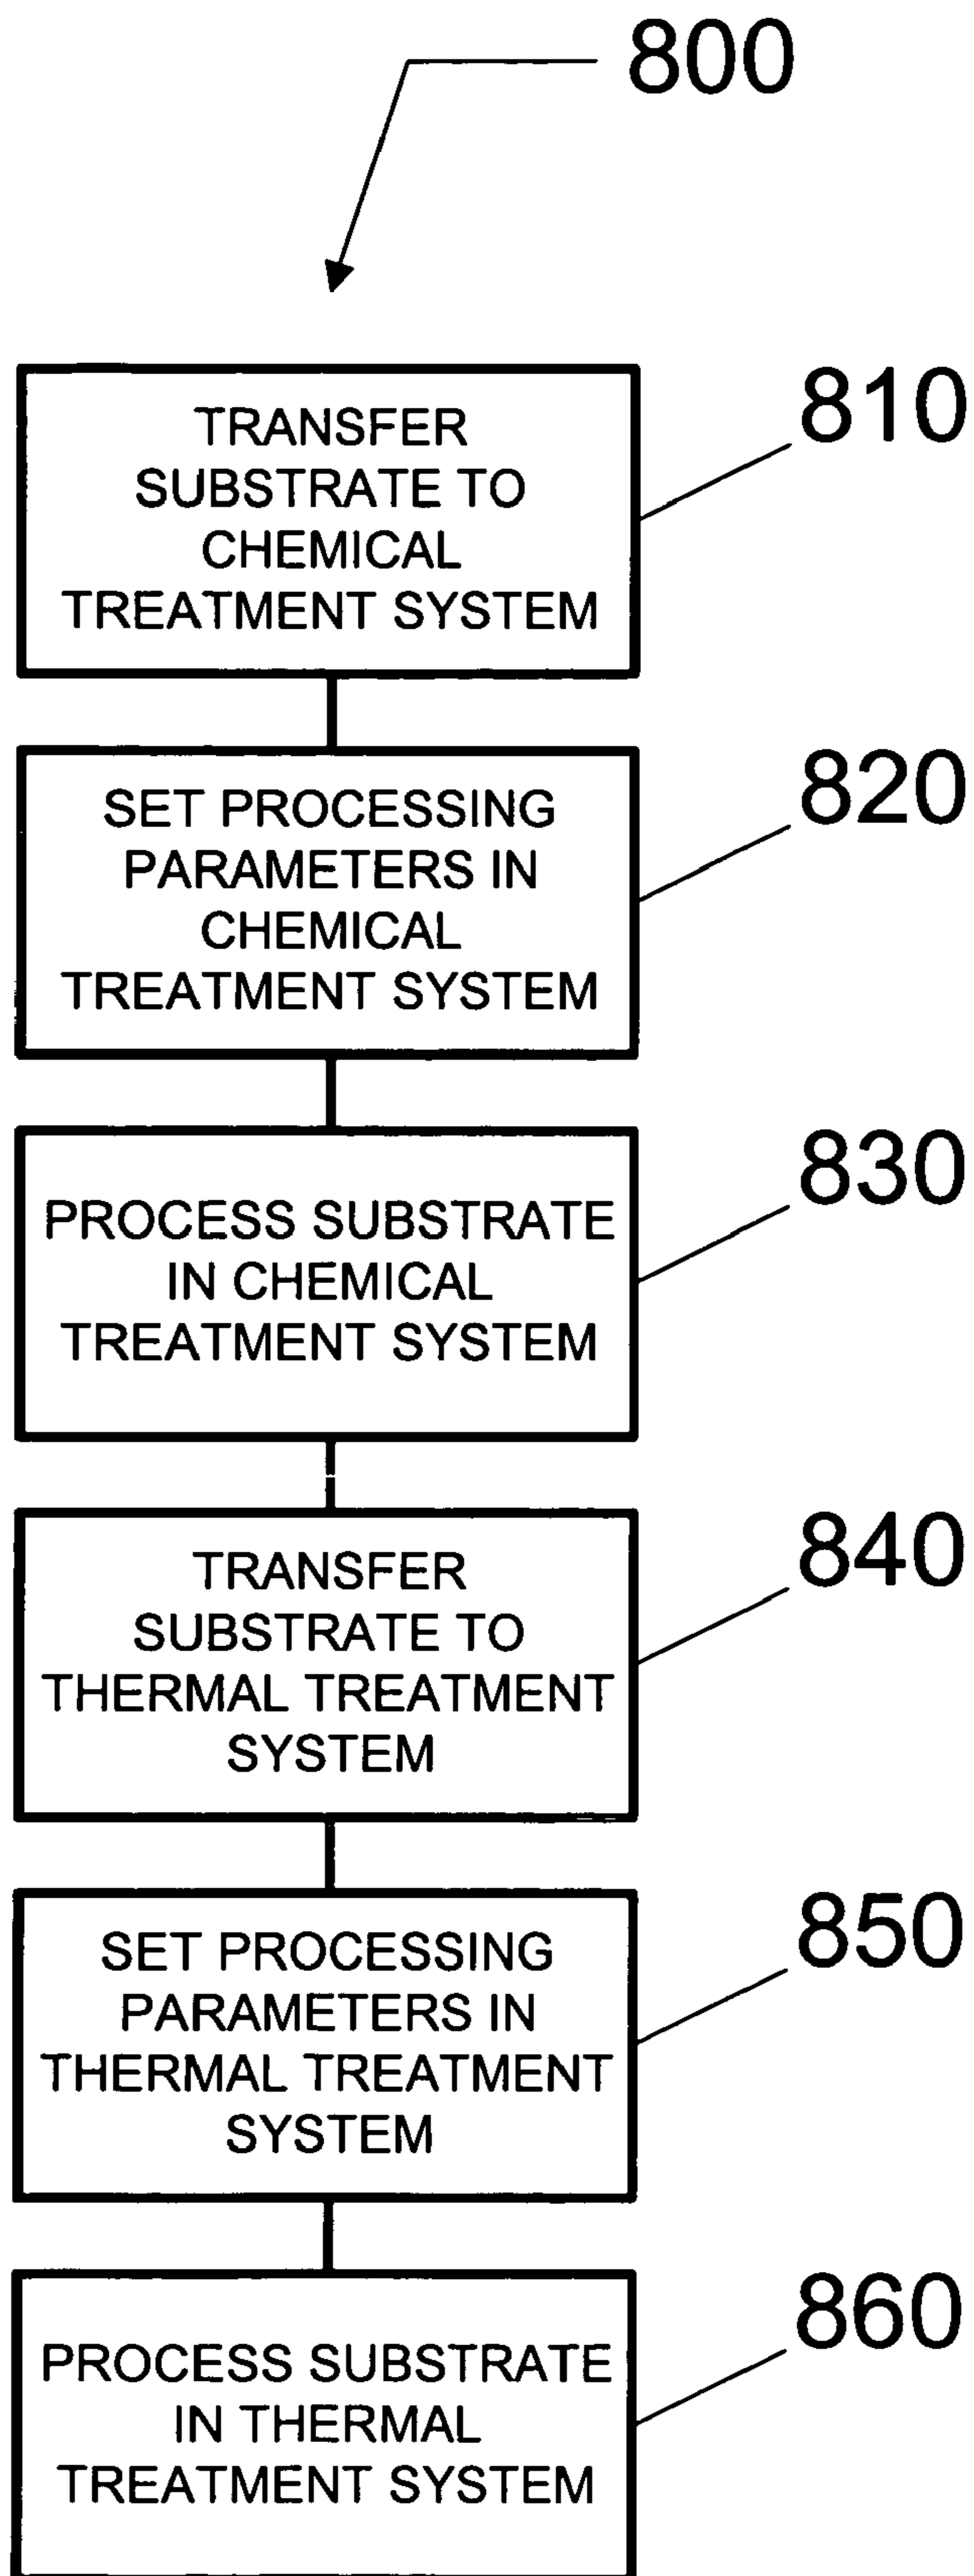 800
TRANSFER
SUBSTRATE TO
CHEMICAL
TREATMENT SYSTEM
810
SET PROCESSING
PARAMETERS IN
CHEMICAL
TREATMENT SYSTEM
820
PROCESS SUBSTRATE
IN CHEMICAL
TREATMENT SYSTEM
830
TRANSFER
SUBSTRATE TO
THERMAL TREATMENT
SYSTEM
840
SET PROCESSING
PARAMETERS IN
THERMAL TREATMENT
SYSTEM
850
PROCESS SUBSTRATE
IN THERMAL
TREATMENT SYSTEM
860